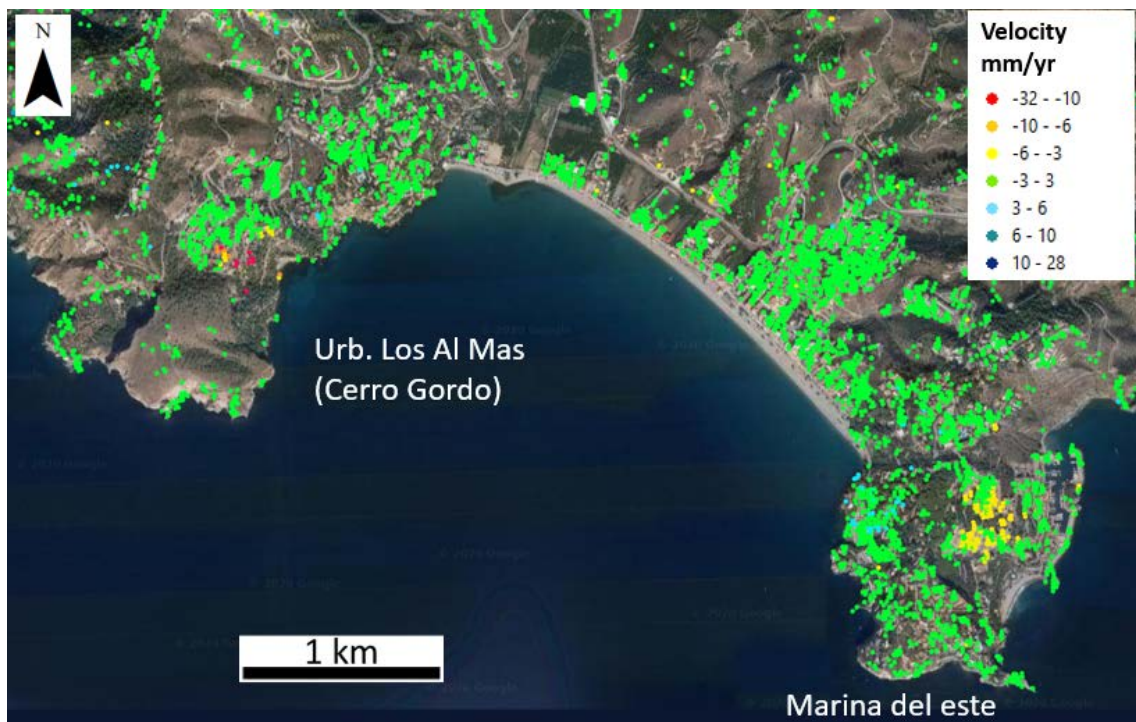 N
Velocity
mm/yr
-32 - -10
-10 - -6
-6 - -3
-3 - 3
3 - 6
6 - 10
10 - 28
Urb. Los Al Mas
(Cerro Gordo)
1 km
Marina del este